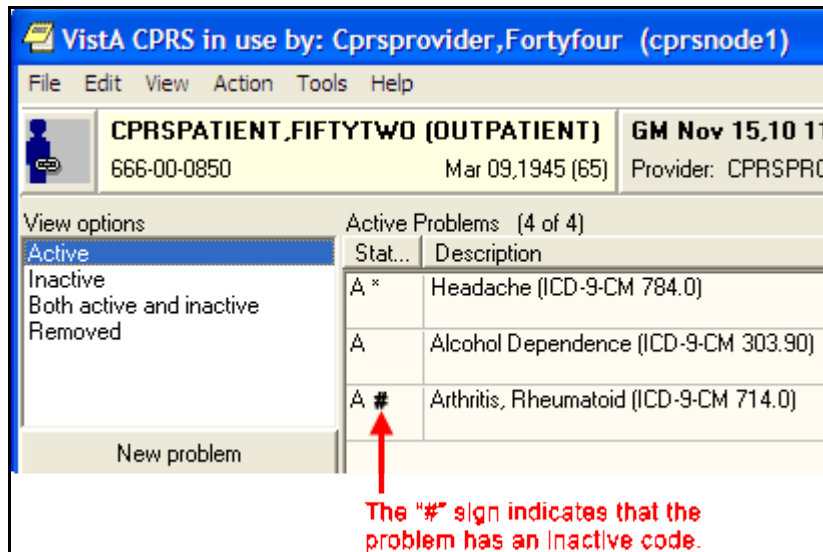 VistA CPRS in use by: Cprsprovider,Fortyfour (cprsnode1)
File Edit View Action Tools Help
CPRSPATIENT,FIFTYTWO (OUTPATIENT)
666-00-0850 Mar 09,1945 (65)
GM Nov 15,10 11
Provider: CPRSPRO
View options
Active
Inactive
Both active and inactive
Removed
New problem
Active Problems (4 of 4)
Stat... Description
A * Headache (ICD-9-CM 784.0)
A Alcohol Dependence (ICD-9-CM 303.90)
A # Arthritis, Rheumatoid (ICD-9-CM 714.0)
The "#" sign indicates that the
problem has an inactive code.